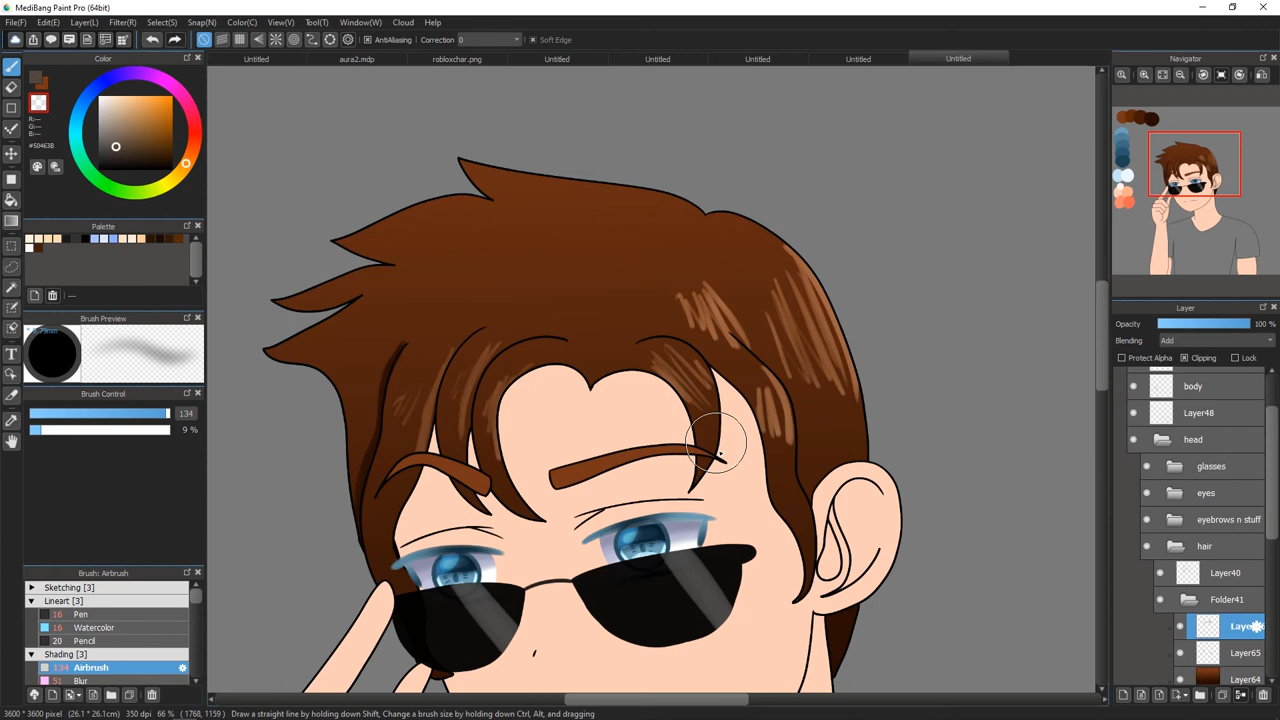 MediBang Paint Pro (64bit)
File(F) Edit(E) Layer(L) Filter(R) Select(S) Snap(N) Color(C) View(V) Tool(T) Window(W) Cloud Help
AntiAliasing Correction 0 Soft Edge
Color Untitled aura2.mdp robloxchar.png Untitled Untitled Untitled Untitled Untitled Navigator
R:---
G:---
B:---
#50463B
Palette
---
Brush Preview
Brush Control
134
9 %
Brush: Airbrush
Sketching [3]
Lineart [3]
16 Pen
16 Watercolor
20 Pencil
Shading [3]
134 Airbrush
51 Blur
Layer
Opacity 100 %
Blending Add
Protect Alpha Clipping Lock
body
Layer48
head
glasses
eyes
eyebrows n stuff
hair
Layer40
Folder41
Layer65
Layer64
3600 * 3600 pixel (26.1 * 26.1cm) 350 dpi 66 % ( 1768, 1159 ) Draw a straight line by holding down Shift, Change a brush size by holding down Ctrl, Alt, and dragging